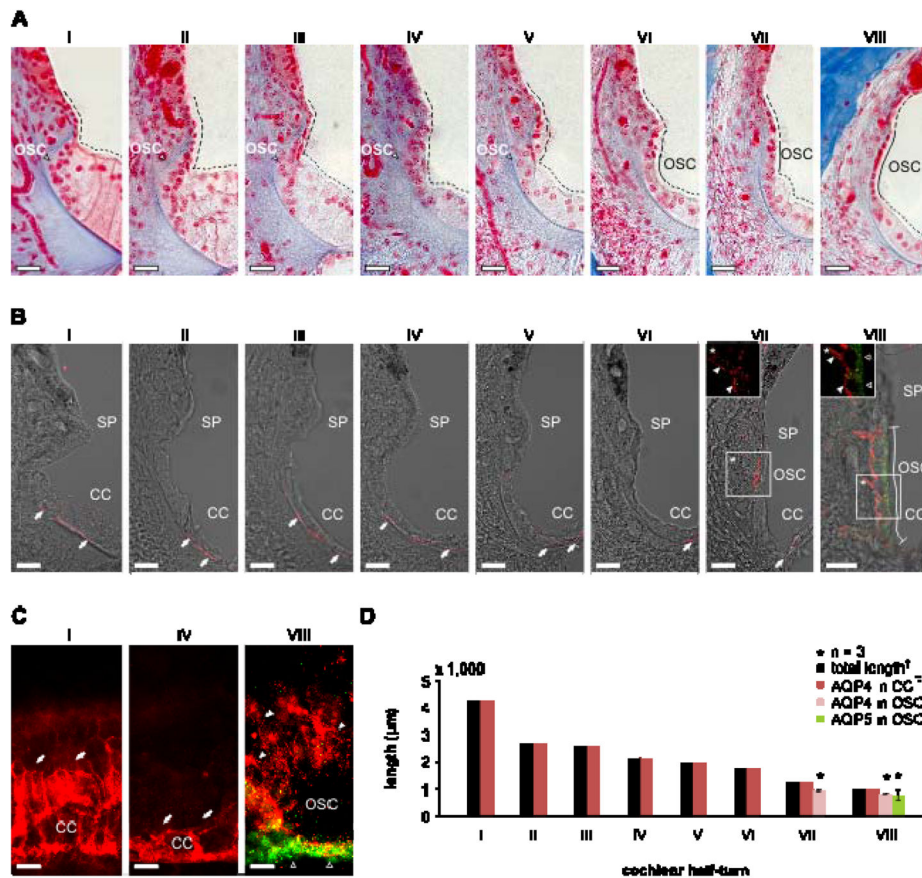 A
I II III IV VI VII VIII
OSC OSC OSC OSC OSC OSC OSC OSC
B
I II III IV V VI VII VIII
SP SP SP SP SP SP SP SP
OSC OSC
CC CC CC CC CC CC CC CC
C
I IV VIII
CC CC OSC
D
* n = 3
total length†
AQP4 in CC
AQP4 in OSC
AQP5 in OSC
x 1,000
length (µm)
5
4
3
2
1
0
* * *
I II III IV V VI VII VIII
cochlear half-turn